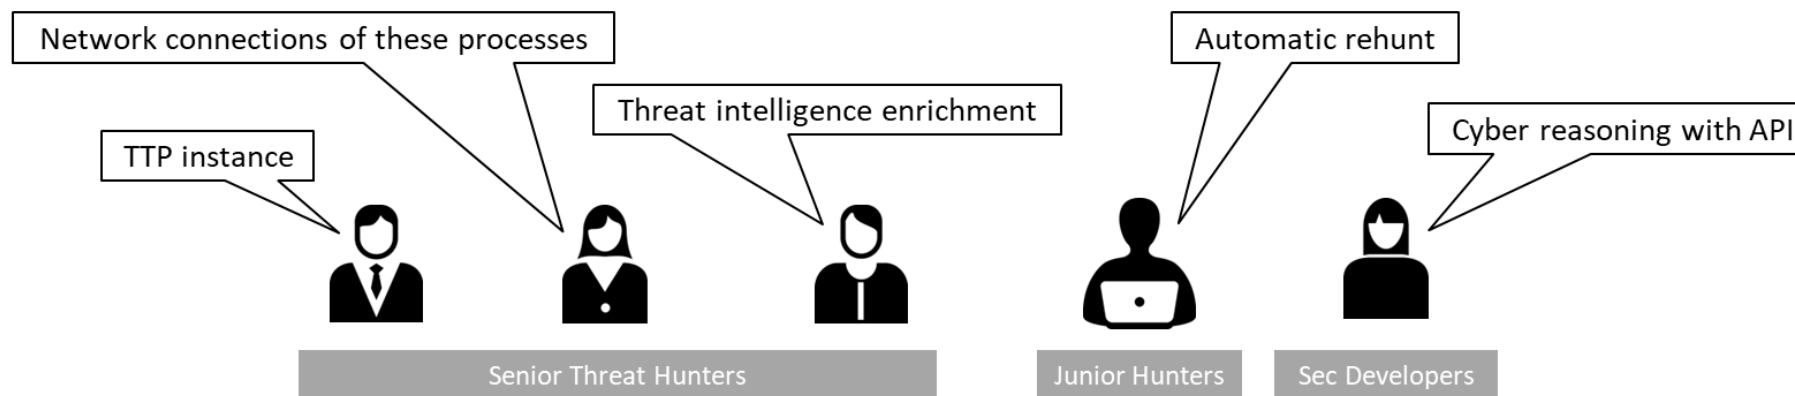 Network connections of these processes
Automatic rehunt
Threat intelligence enrichment
Cyber reasoning with API
TTP instance
Senior Threat Hunters
Junior Hunters
Sec Developers